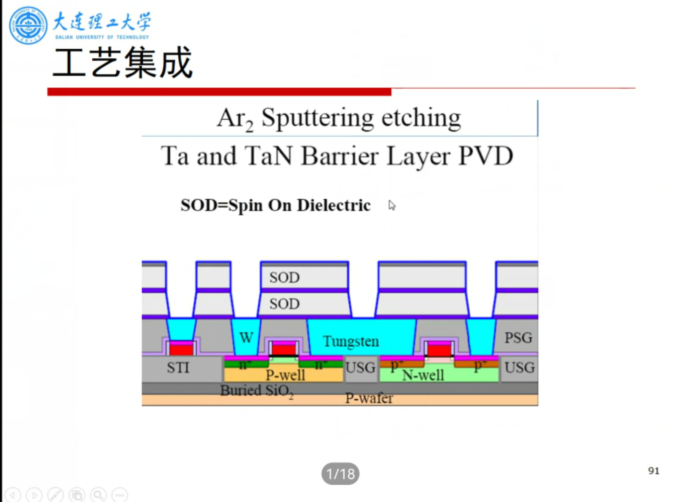 大连理工大学
DALIAN UNIVERSITY OF TECHNOLOGY
工艺集成
Ar₂ Sputtering etching
Ta and TaN Barrier Layer PVD
SOD=Spin On Dielectric
SOD
SOD
W
Tungsten
PSG
STI
n⁺
P-well
n⁺
USG
p⁺
N-well
p⁺
USG
Buried SiO₂
P-wafer
1/18
91